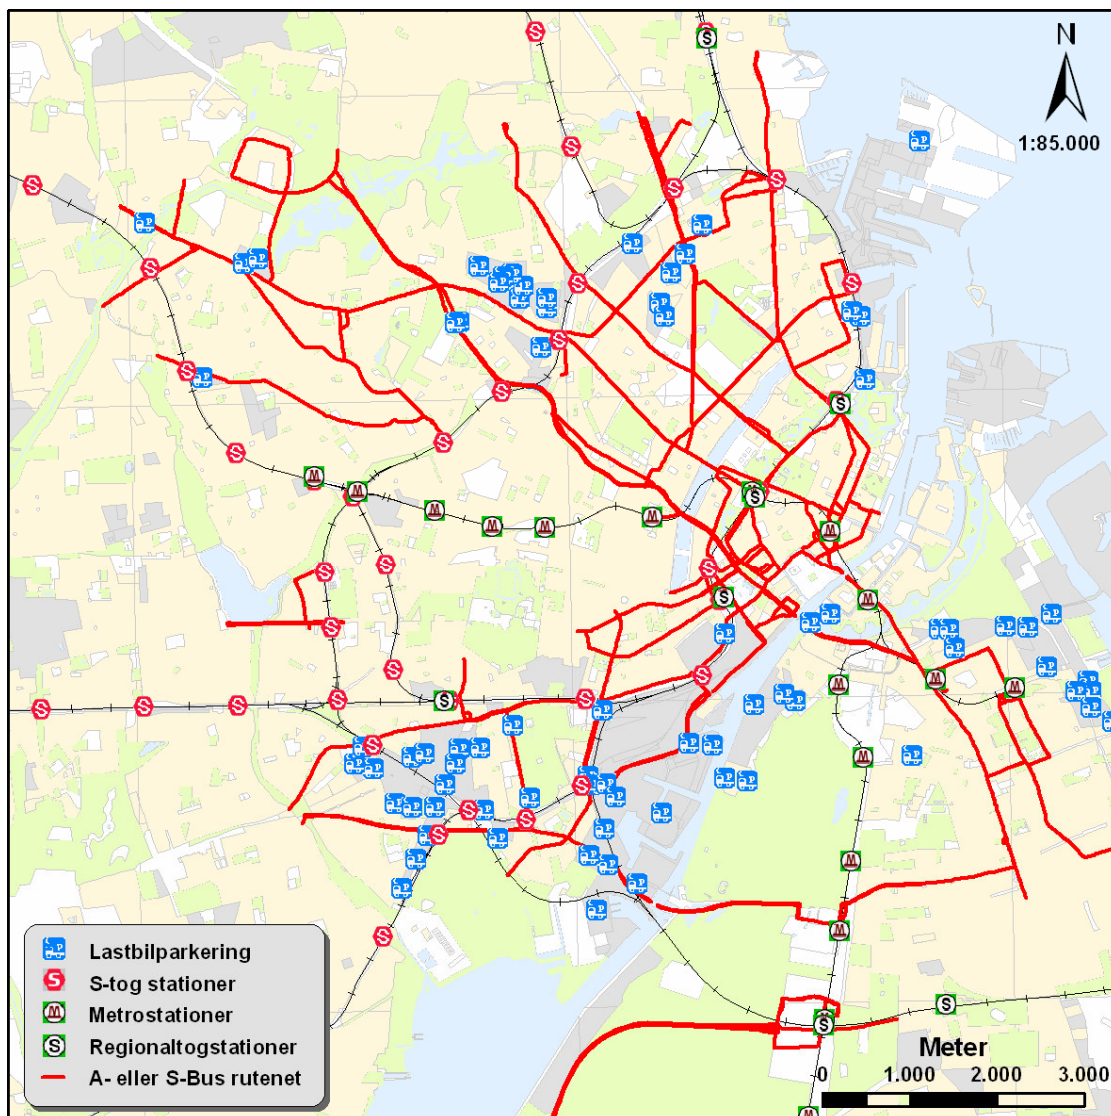 N
1:85.000
Lastbilparkering
S-tog stationer
Metrostationer
Regionaltogstationer
A- eller S-Bus rutenet
Meter
0 1.000 2.000 3.000